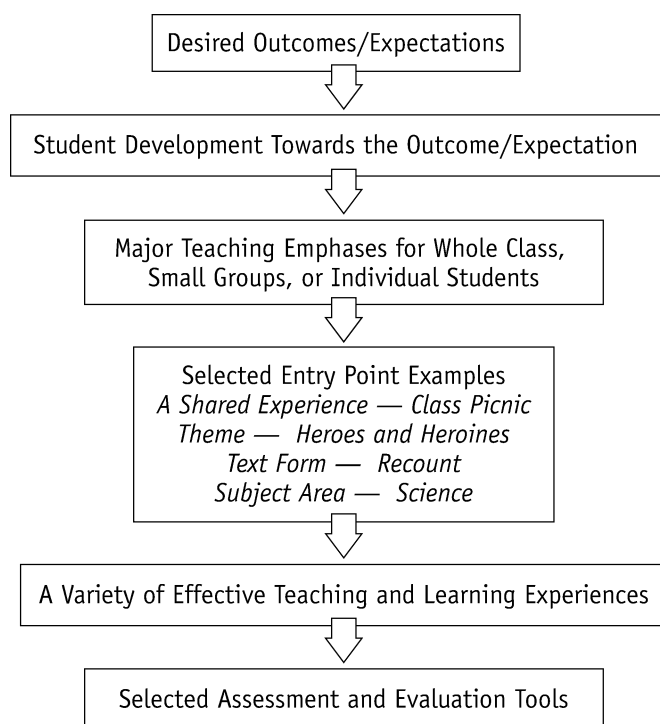 Desired Outcomes/Expectations
Student Development Towards the Outcome/Expectation
Major Teaching Emphases for Whole Class,
Small Groups, or Individual Students
Selected Entry Point Examples
A Shared Experience — Class Picnic
Theme — Heroes and Heroines
Text Form — Recount
Subject Area — Science
A Variety of Effective Teaching and Learning Experiences
Selected Assessment and Evaluation Tools